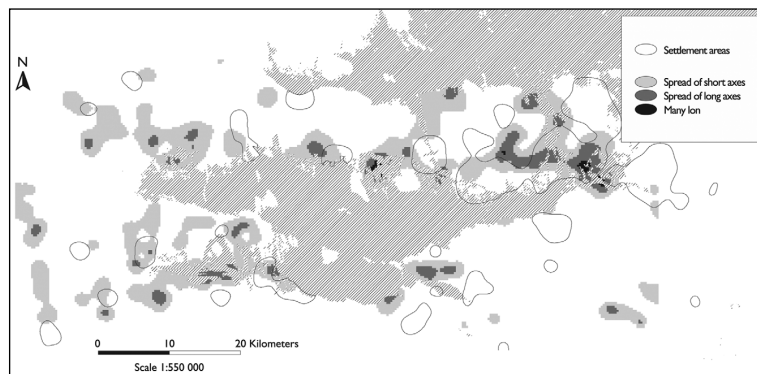 N
Settlement areas
Spread of short axes
Spread of long axes
Many lon
0 10 20 Kilometers
Scale 1:550 000